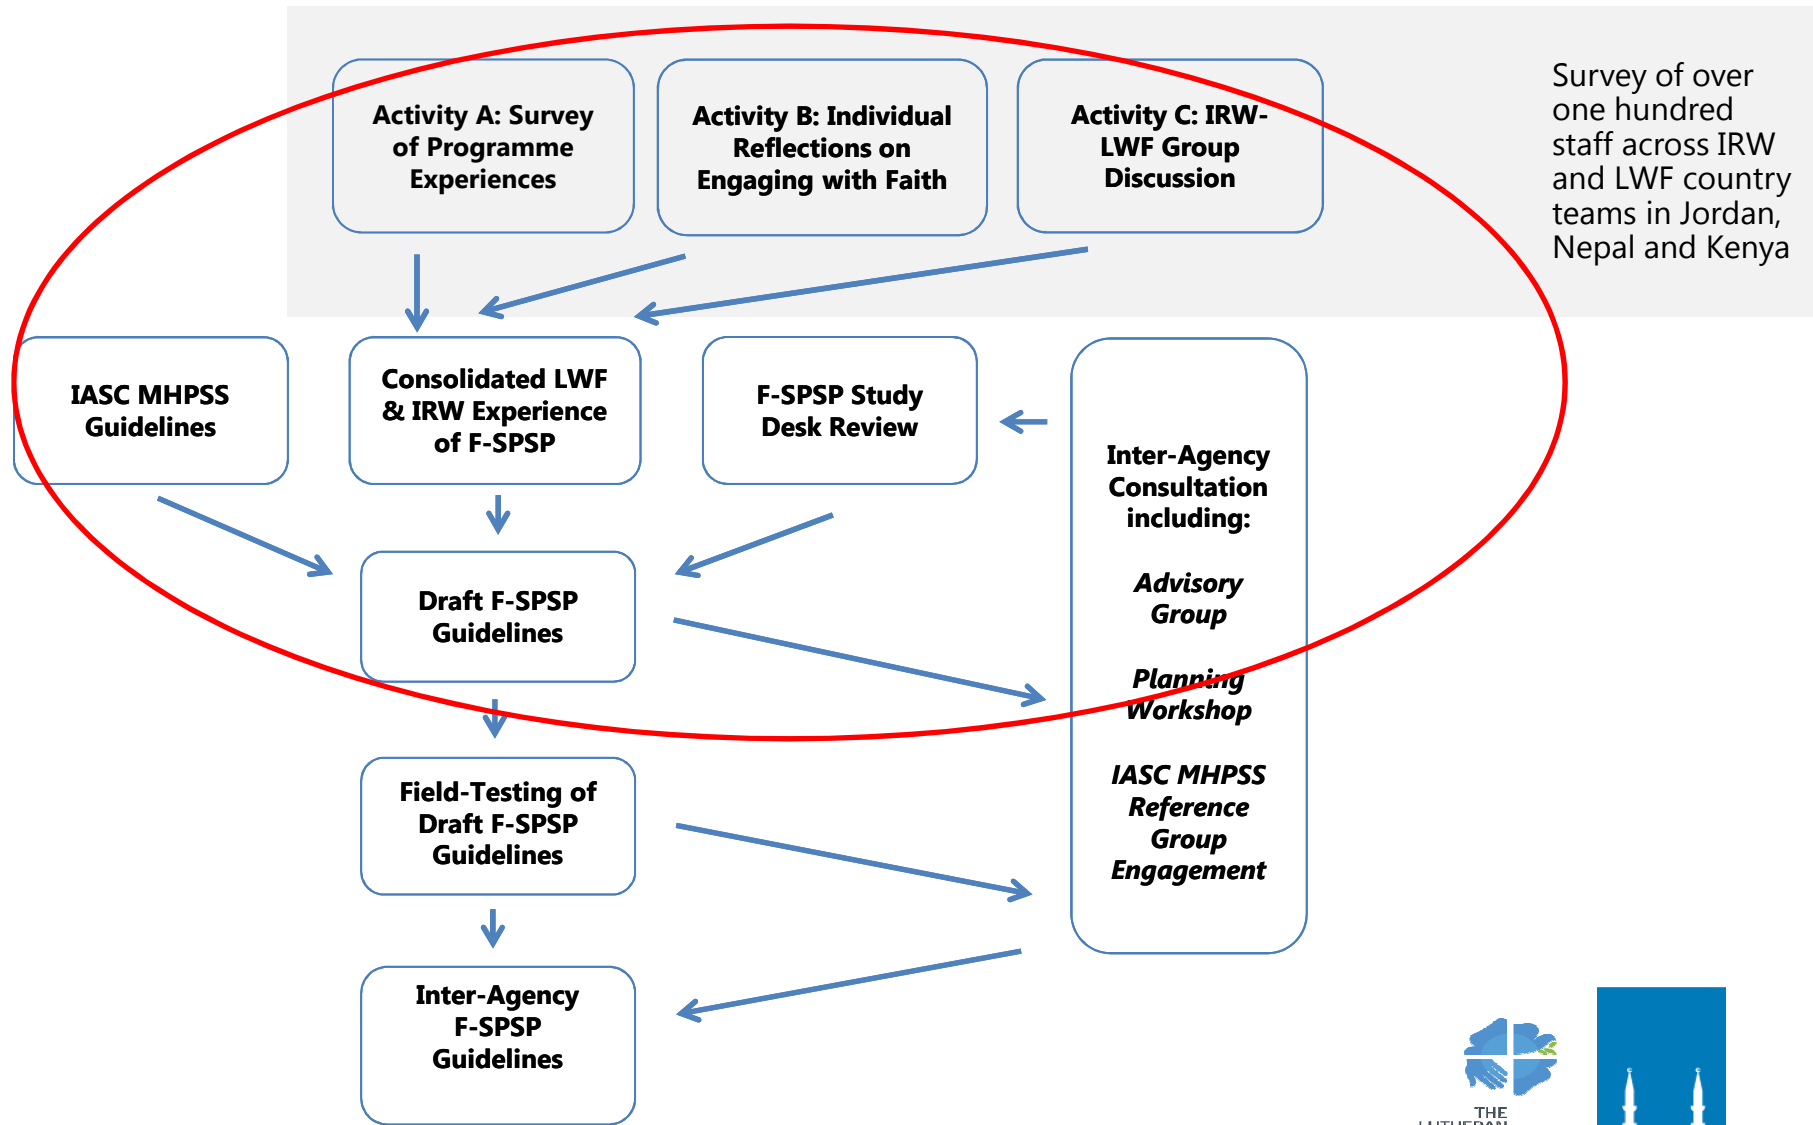 Activity A: Survey
of Programme
Experiences
Activity B: Individual
Reflections on
Engaging with Faith
Activity C: IRW-
LWF Group
Discussion
Survey of over
one hundred
staff across IRW
and LWF country
teams in Jordan,
Nepal and Kenya
IASC MHPSS
Guidelines
Consolidated LWF
& IRW Experience
of F-SPSP
F-SPSP Study
Desk Review
Inter-Agency
Consultation
including:
Advisory
Group
Planning
Workshop
IASC MHPSS
Reference
Group
Engagement
Draft F-SPSP
Guidelines
Field-Testing of
Draft F-SPSP
Guidelines
Inter-Agency
F-SPSP
Guidelines
THE
LUTHERAN